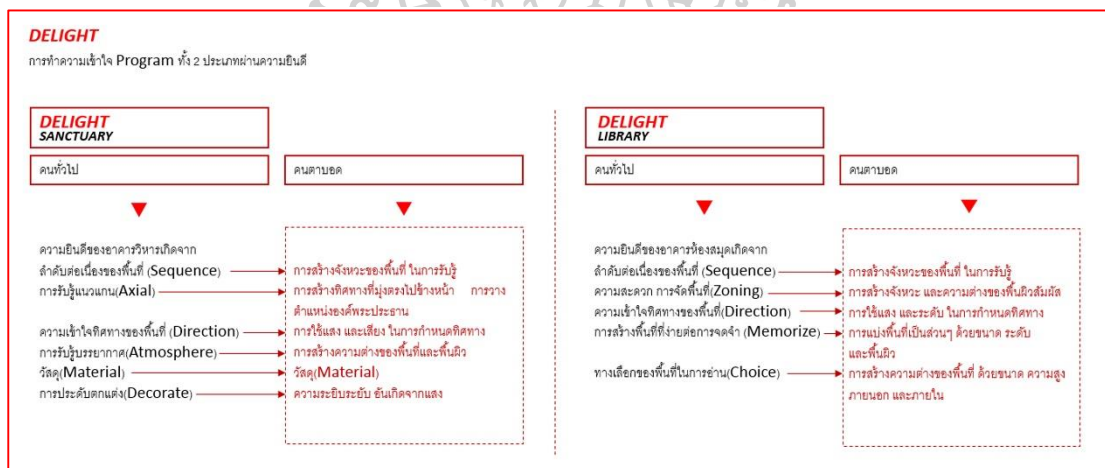 DELIGHT
การทำความเข้าใจ Program ทั้ง 2 ประเภทผ่านความยินดี
DELIGHT
SANCTUARY
คนทั่วไป
คนตาบอด
ความยินดีของอาคารวิหารเกิดจาก
ลำดับต่อเนื่องของพื้นที่ (Sequence)
การสร้างจังหวะของพื้นที่ ในการรับรู้
การรับรู้แนวแกน(Axial)
การสร้างทิศทางที่มุ่งตรงไปข้างหน้า การวาง
ตำแหน่งองค์พระประธาน
ความเข้าใจทิศทางของพื้นที่ (Direction)
การใช้แสง และเสียง ในการกำหนดทิศทาง
การรับรู้บรรยากาศ(Atmosphere)
การสร้างความต่างของพื้นที่และพื้นผิว
วัสดุ(Material)
วัสดุ(Material)
การประดับตกแต่ง(Decorate)
ความระยิบระยับ อันเกิดจากแสง
DELIGHT
LIBRARY
คนทั่วไป
คนตาบอด
ความยินดีของอาคารห้องสมุดเกิดจาก
ลำดับต่อเนื่องของพื้นที่ (Sequence)
การสร้างจังหวะของพื้นที่ ในการรับรู้
ความสะดวก การจัดพื้นที่(Zoning)
การสร้างจังหวะ และความต่างของพื้นผิวสัมผัส
ความเข้าใจทิศทางของพื้นที่(Direction)
การใช้แสง และระดับ ในการกำหนดทิศทาง
การสร้างพื้นที่ที่ง่ายต่อการจดจำ (Memorize)
การแบ่งพื้นที่เป็นส่วนๆ ด้วยขนาด ระดับ
และพื้นผิว
ทางเลือกของพื้นที่ในการอ่าน(Choice)
การสร้างความต่างของพื้นที่ ด้วยขนาด ความสูง
ภายนอก และภายใน